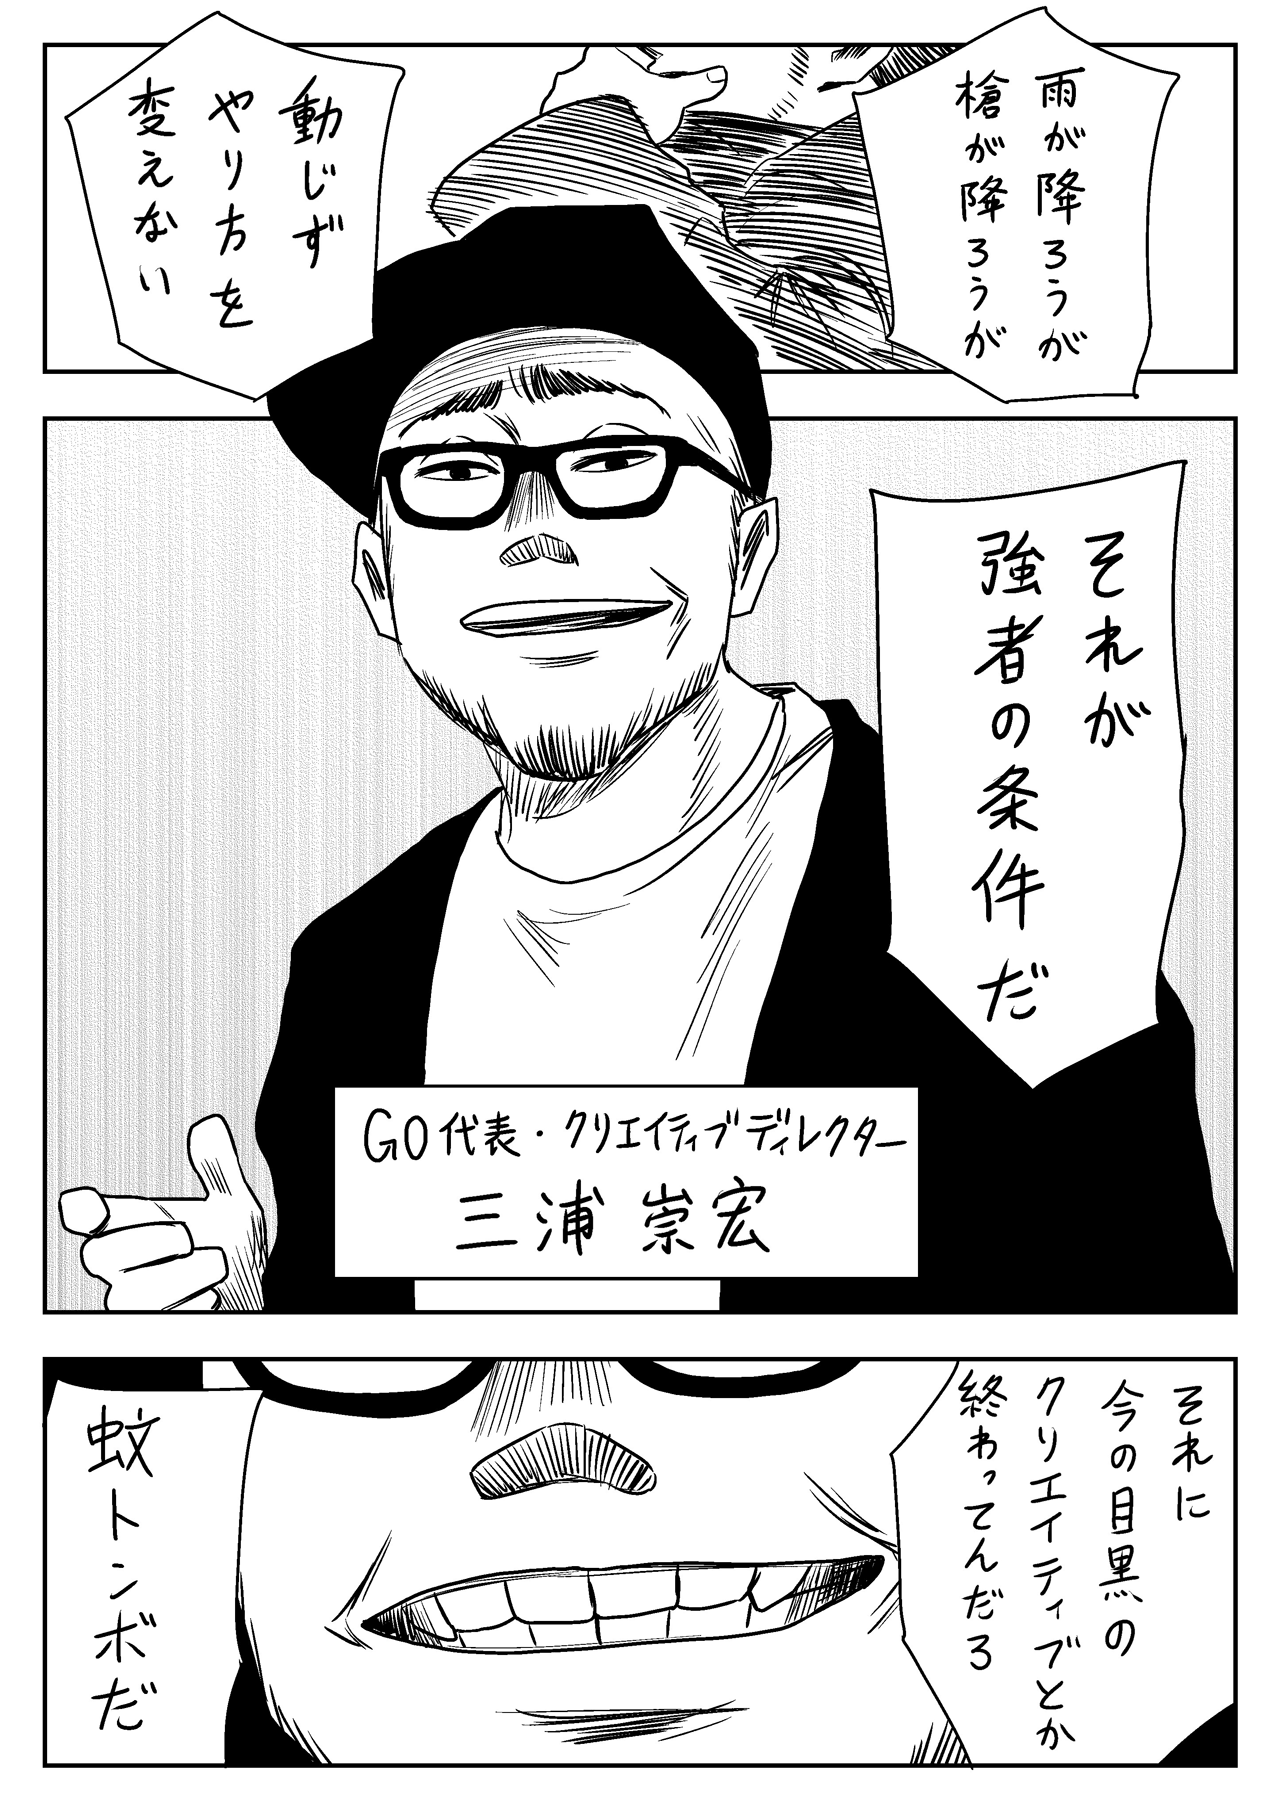 雨が降ろうが
槍が降ろうが
動じず
やり方を
変えない
それが
強者の条件だ
GO代表・クリエイティブディレクター
三浦 崇宏
それに
今の目黒の
クリエイティブとか
終わってんだろ
蚊トンボだ